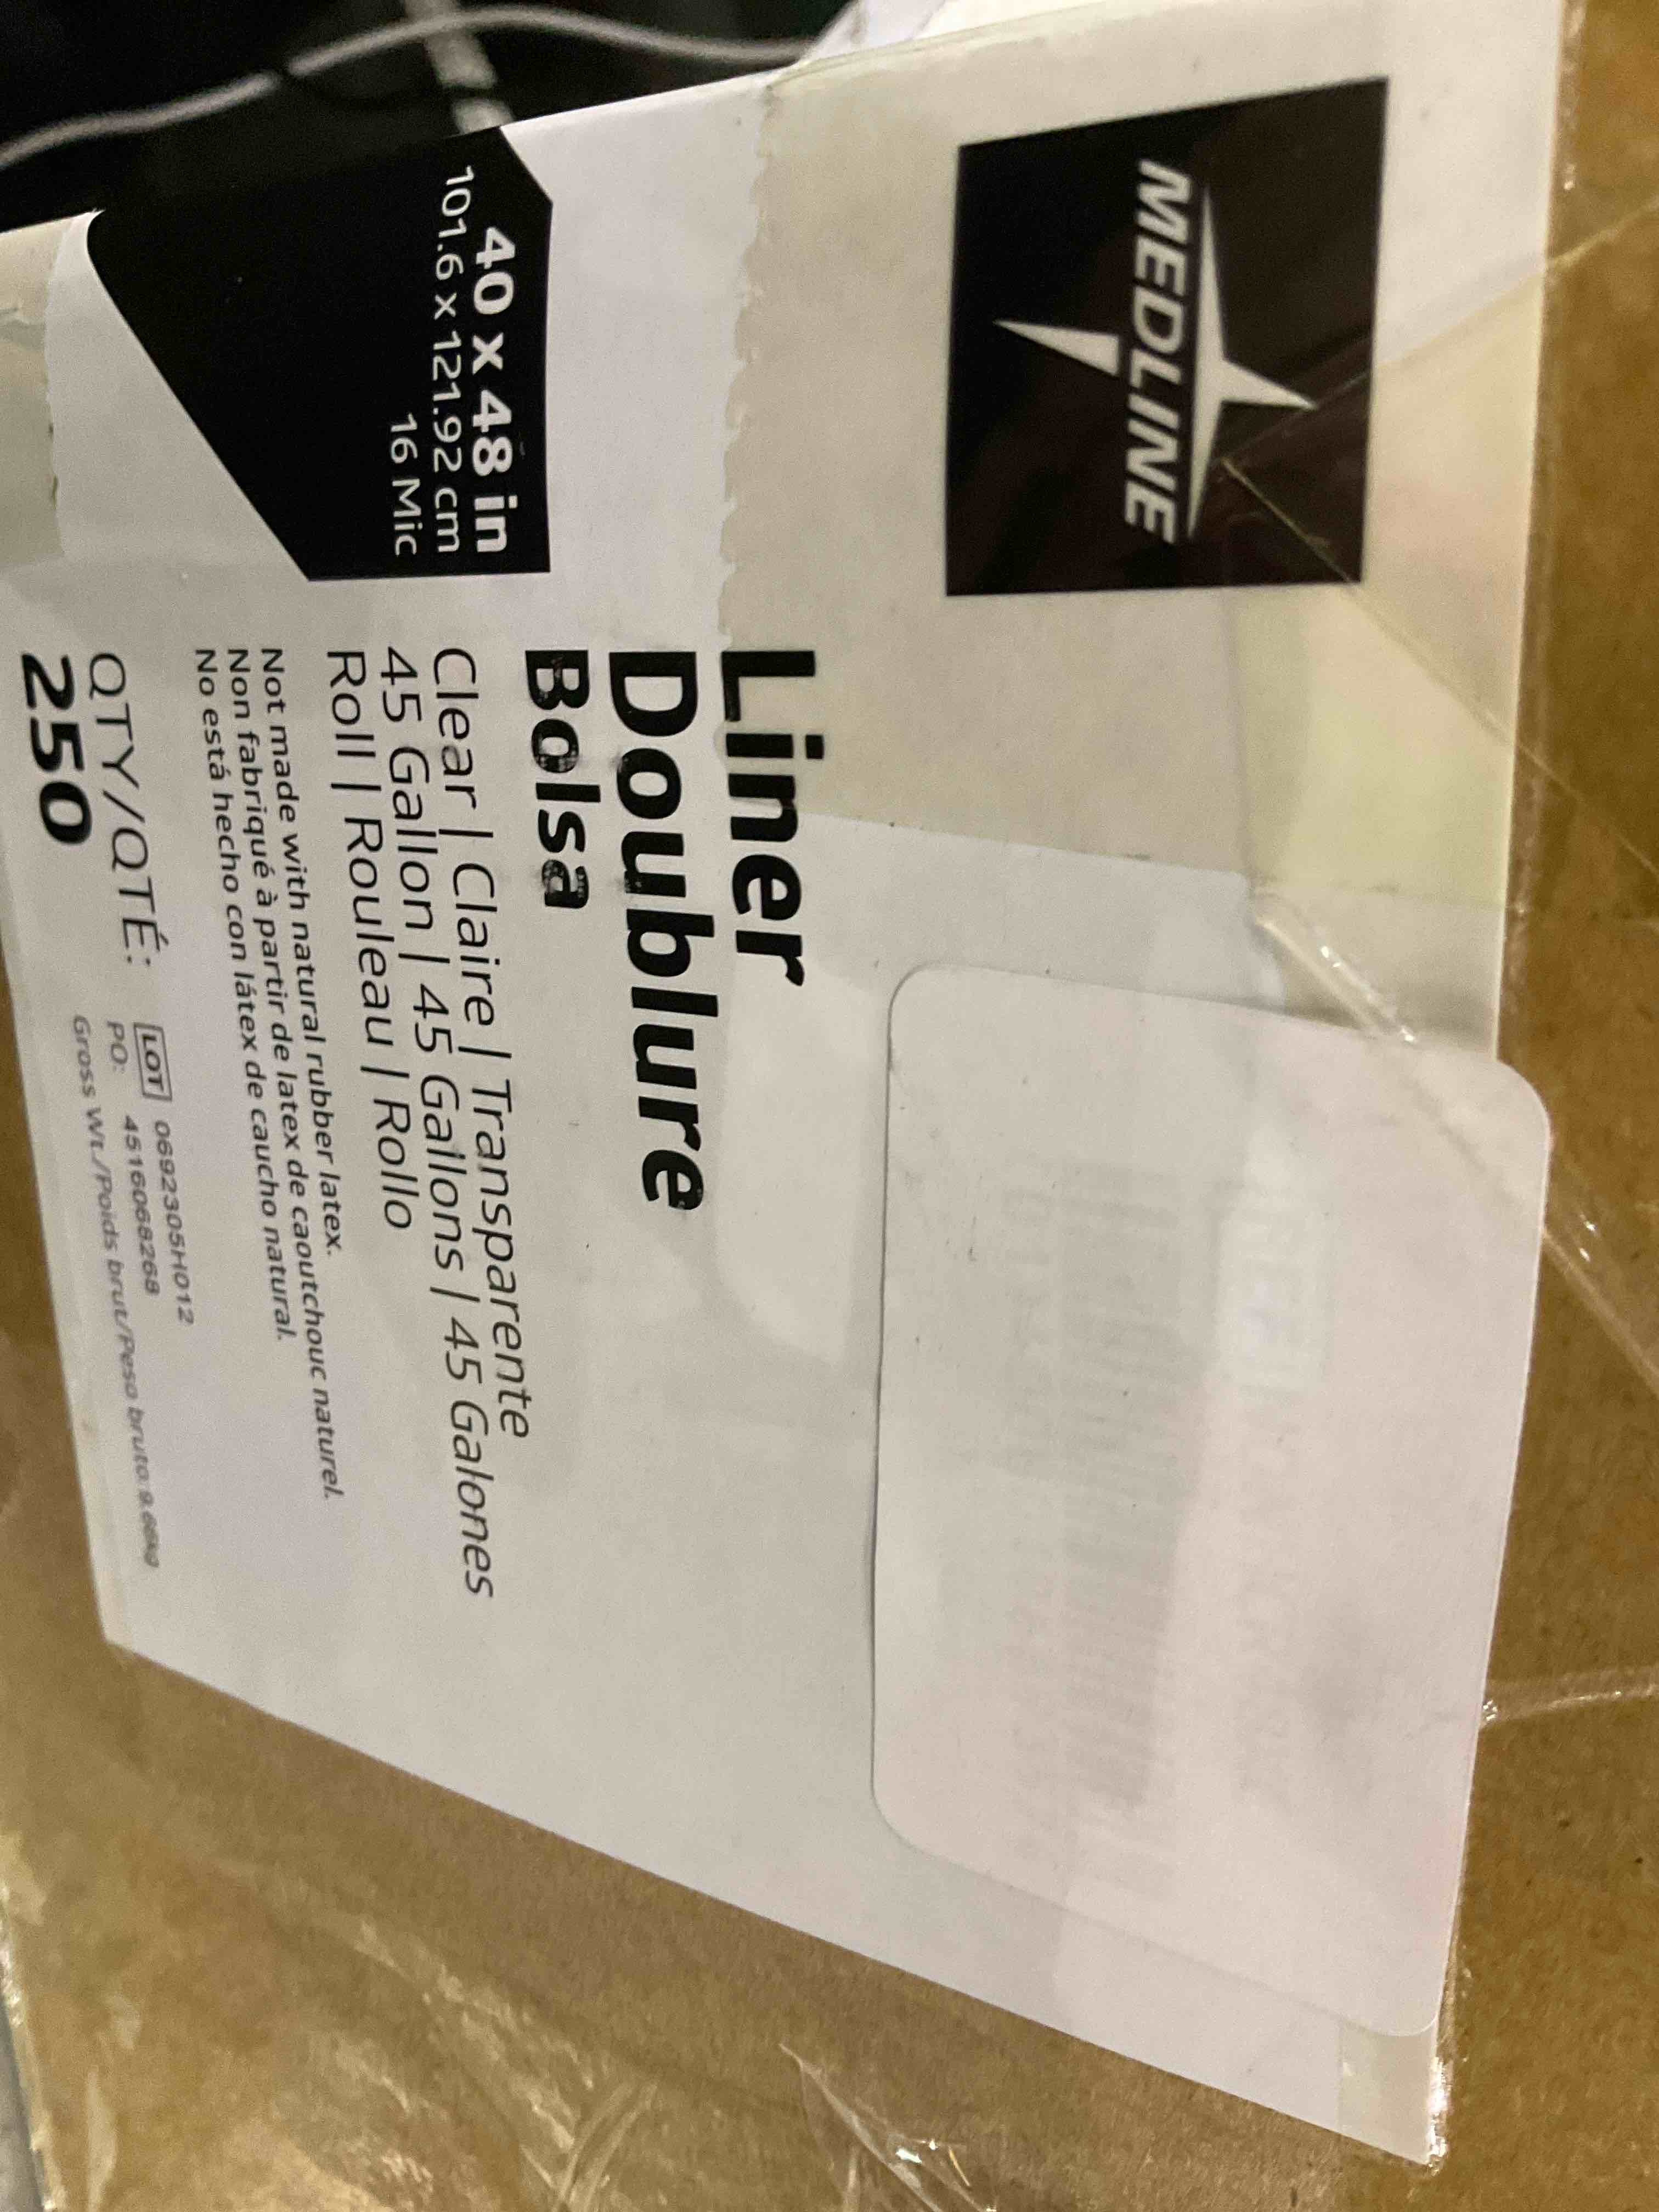 MEDLINE
40 x 48 in
101.6 x 121.92 cm
16 Mic
Liner
Doublure
Bolsa
Clear | Claire | Transparente
45 Gallon | 45 Gallons | 45 Galones
Roll | Rouleau | Rollo
Not made with natural rubber latex.
Non fabriqué à partir de latex de caoutchouc naturel.
No está hecho con látex de caucho natural.
QTY/QTÉ:
250
LOT 0692305H012
PO: 4516068268
Gross Wt./Poids brut/Peso bruto:9.66kg